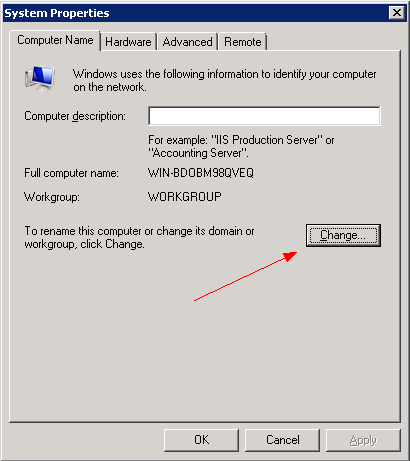 System Properties
Computer Name Hardware Advanced Remote
Windows uses the following information to identify your computer
on the network.
Computer description:
For example: "IIS Production Server" or
"Accounting Server".
Full computer name: WIN-BDOBM98QVEQ
Workgroup: WORKGROUP
To rename this computer or change its domain or
workgroup, click Change.
Change...
OK Cancel Apply